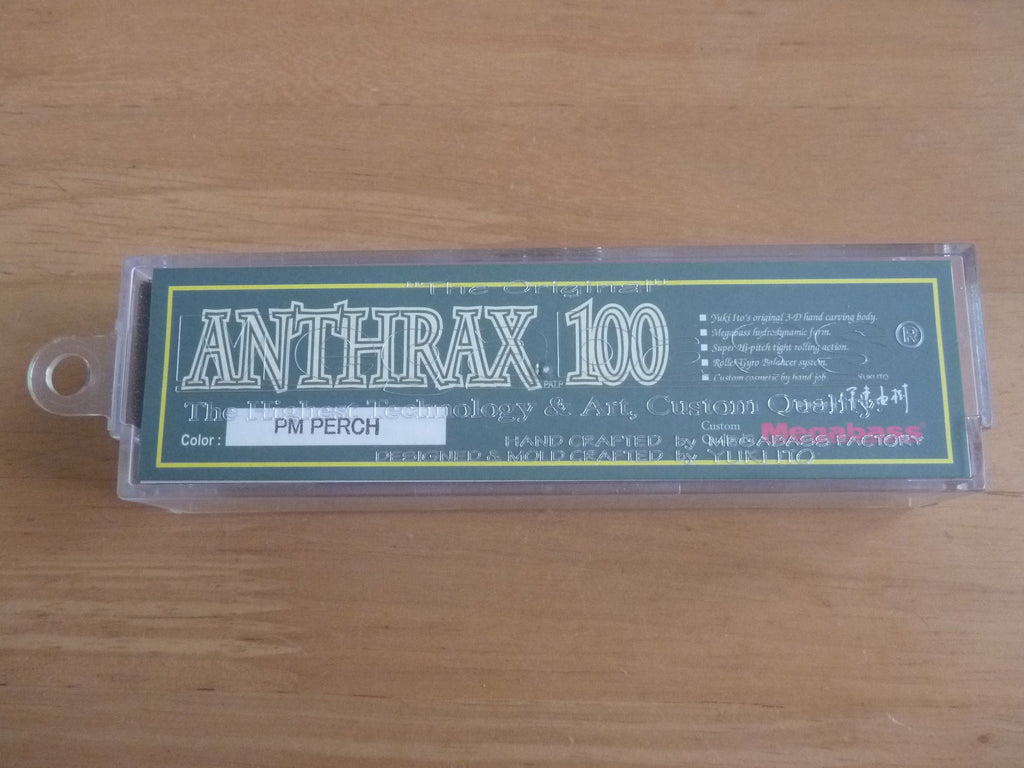 "The Original"
ANTHRAX 100
PAT.P
■ Yuki Ito's original 3-D hand carving body.
■ Megabass hydrodynamic form.
■ Super Hi-pitch tight rolling action.
■ Roller Gyro Balancer system.
■ Custom cosmetic by hand job
®
YUKI ITO
The Highest Technology & Art, Custom Quality.
Color : PM PERCH
Custom
Megabass
HAND CRAFTED by MEGABASS FACTORY
DESIGNED & MOLD CRAFTED by YUKI ITO